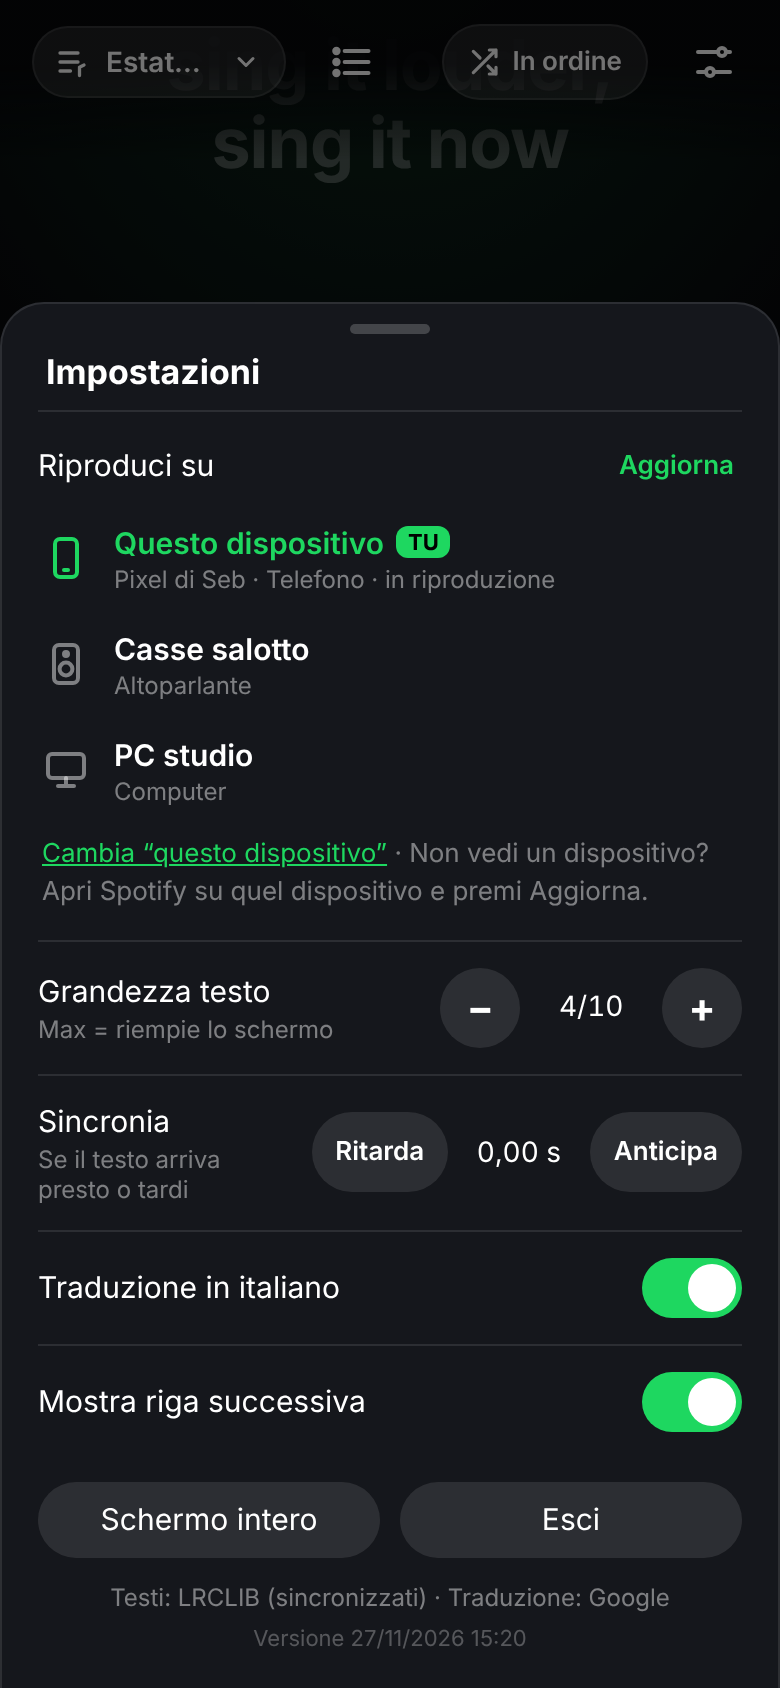 Estat...
In ordine
sing it louder,
sing it now
Impostazioni
Riproduci su
Aggiorna
Questo dispositivo TU
Pixel di Seb · Telefono · in riproduzione
Casse salotto
Altoparlante
PC studio
Computer
Cambia “questo dispositivo” · Non vedi un dispositivo?
Apri Spotify su quel dispositivo e premi Aggiorna.
Grandezza testo
Max = riempie lo schermo
− 4/10 +
Sincronia
Se il testo arriva
presto o tardi
Ritarda 0,00 s Anticipa
Traduzione in italiano
Mostra riga successiva
Schermo intero
Esci
Testi: LRCLIB (sincronizzati) · Traduzione: Google
Versione 27/11/2026 15:20